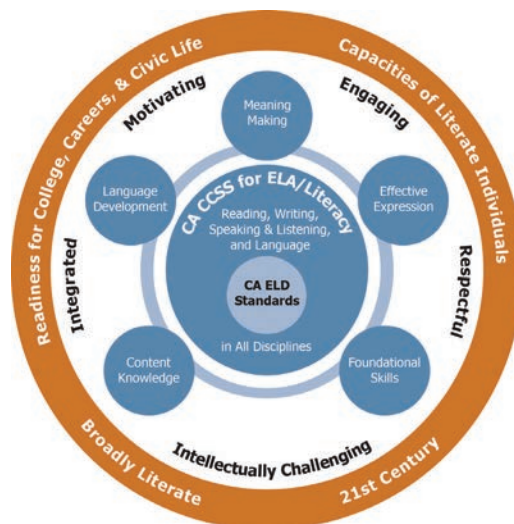 Readiness for College, Careers, & Civic Life
Capacities of Literate Individuals
Motivating
Engaging
Meaning
Making
Language
Development
Effective
Expression
CA CCSS for ELA/Literacy
Reading, Writing,
Speaking & Listening,
and Language
CA ELD
Standards
in All Disciplines
Integrated
Respectful
Content
Knowledge
Foundational
Skills
Intellectually Challenging
Broadly Literate
21st Century